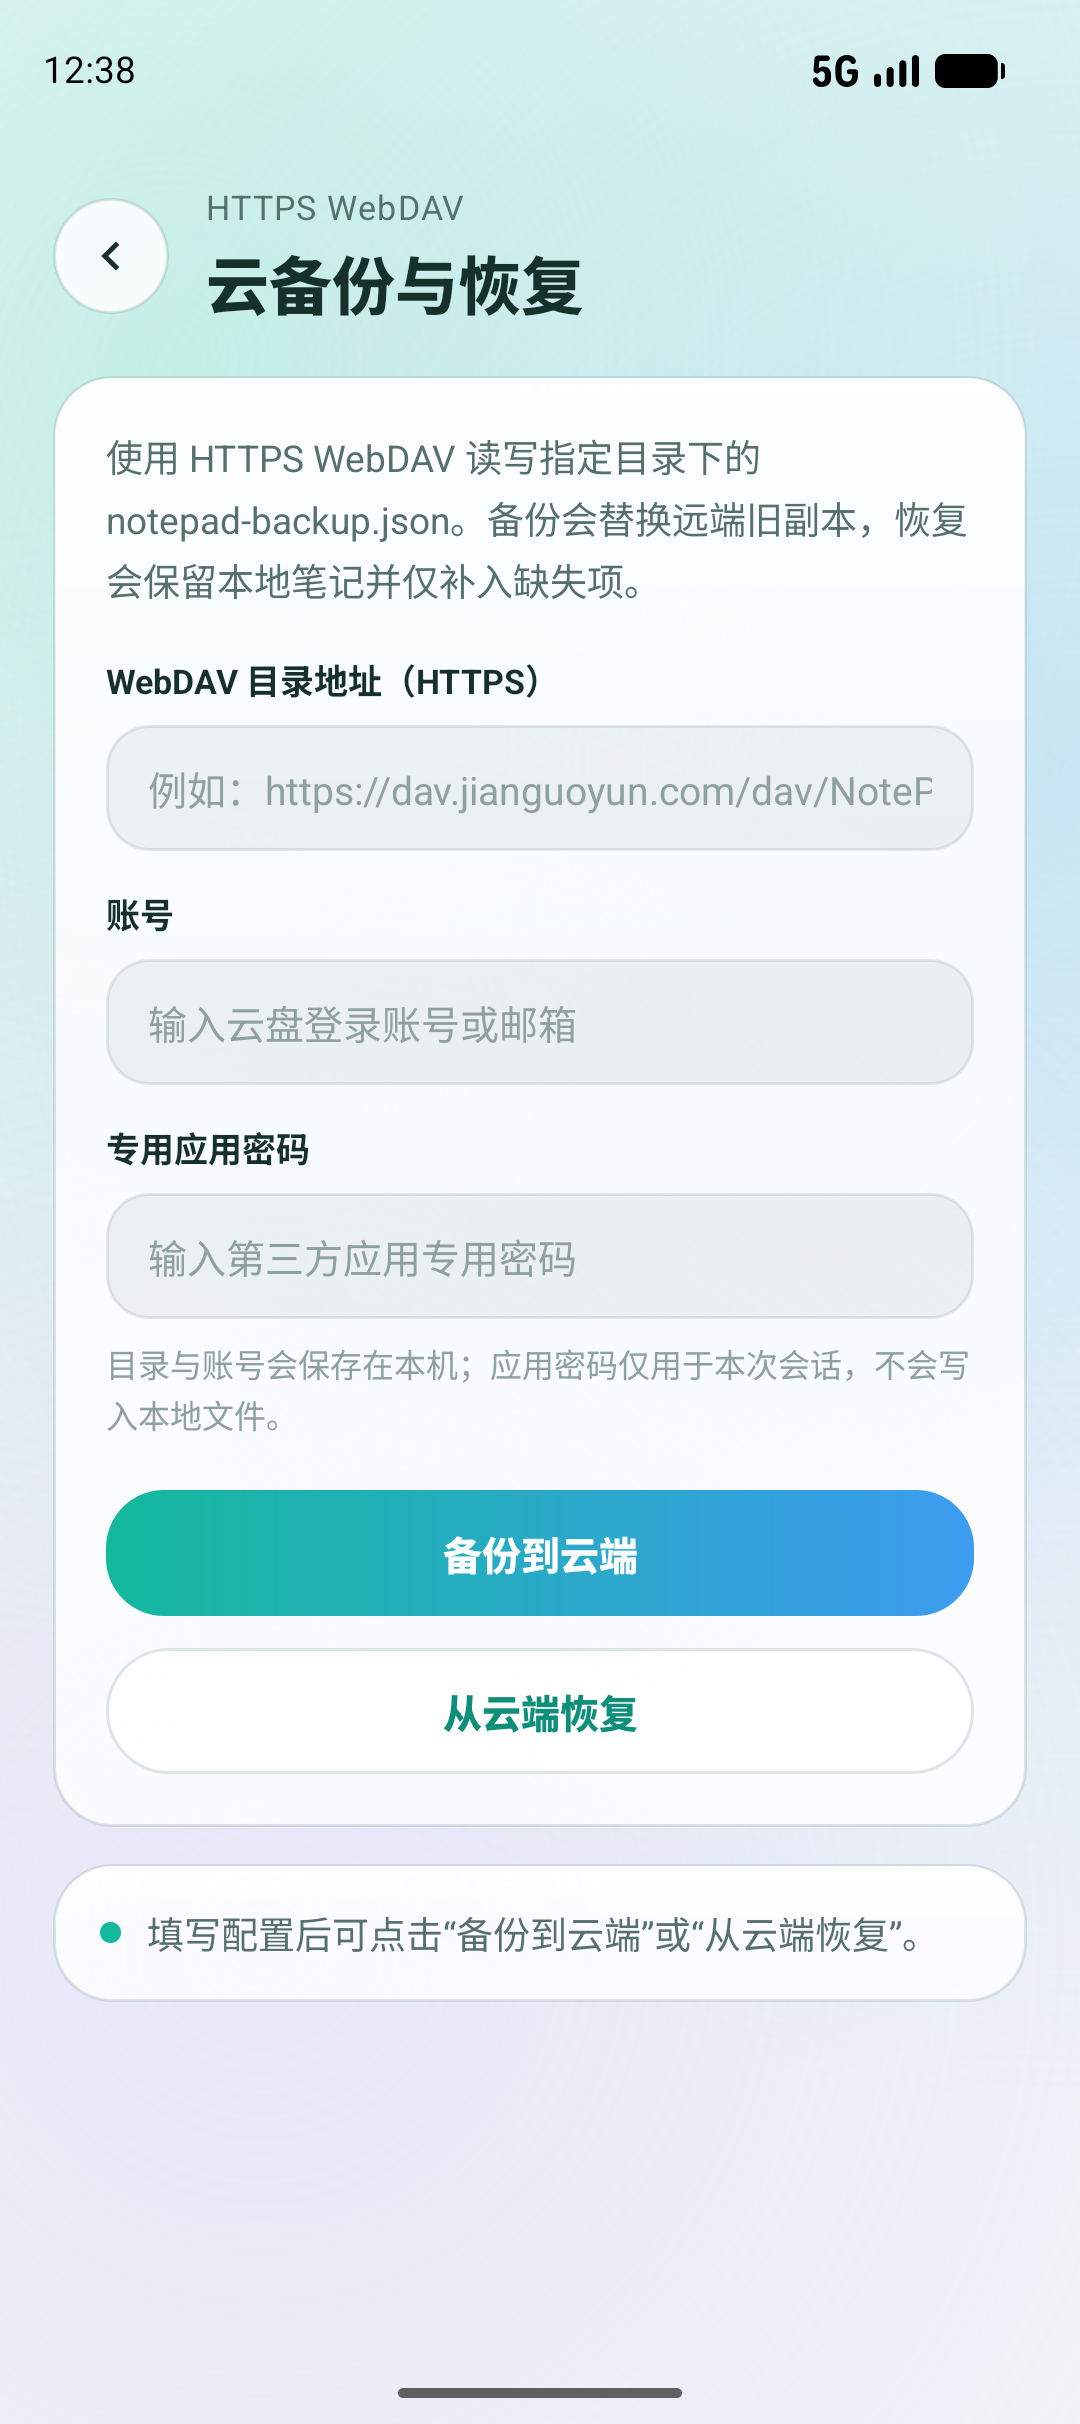 12:38
5G
HTTPS WebDAV
云备份与恢复
使用 HTTPS WebDAV 读写指定目录下的
notepad-backup.json。备份会替换远端旧副本，恢复
会保留本地笔记并仅补入缺失项。
WebDAV 目录地址（HTTPS）
例如：https://dav.jianguoyun.com/dav/NoteP
账号
输入云盘登录账号或邮箱
专用应用密码
输入第三方应用专用密码
目录与账号会保存在本机；应用密码仅用于本次会话，不会写
入本地文件。
备份到云端
从云端恢复
填写配置后可点击“备份到云端”或“从云端恢复”。